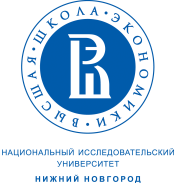 ВЫСШАЯ • ШКОЛА • ЭКОНОМИКИ •
НАЦИОНАЛЬНЫЙ ИССЛЕДОВАТЕЛЬСКИЙ
УНИВЕРСИТЕТ
НИЖНИЙ НОВГОРОД